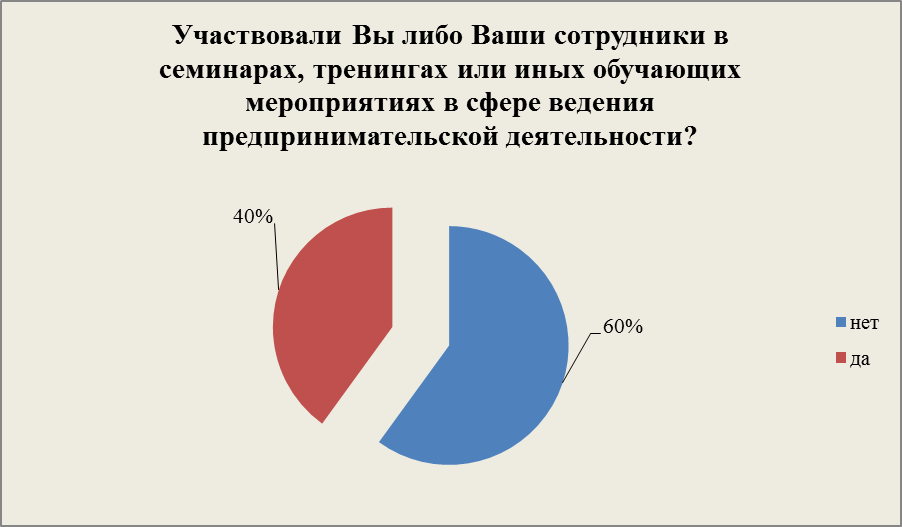 Участвовали Вы либо Ваши сотрудники в
семинарах, тренингах или иных обучающих
мероприятиях в сфере ведения
предпринимательской деятельности?
40%
60%
нет
да